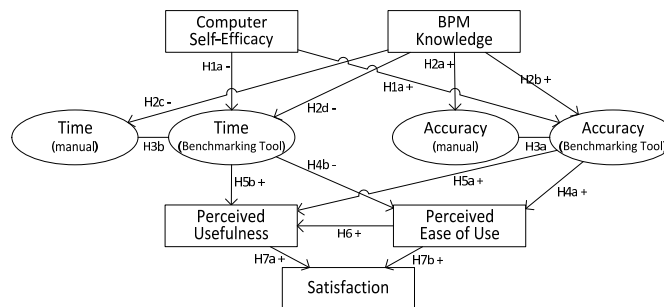 Computer
Self-Efficacy
BPM
Knowledge
H1a -
H2a +
H2b +
H2c -
H2d -
H1a +
Time
(manual)
H3b
Time
(Benchmarking Tool)
Accuracy
(manual)
H3a
Accuracy
(Benchmarking Tool)
H5b +
H4b -
H5a +
H4a +
Perceived
Usefulness
H6 +
Perceived
Ease of Use
H7a +
H7b +
Satisfaction